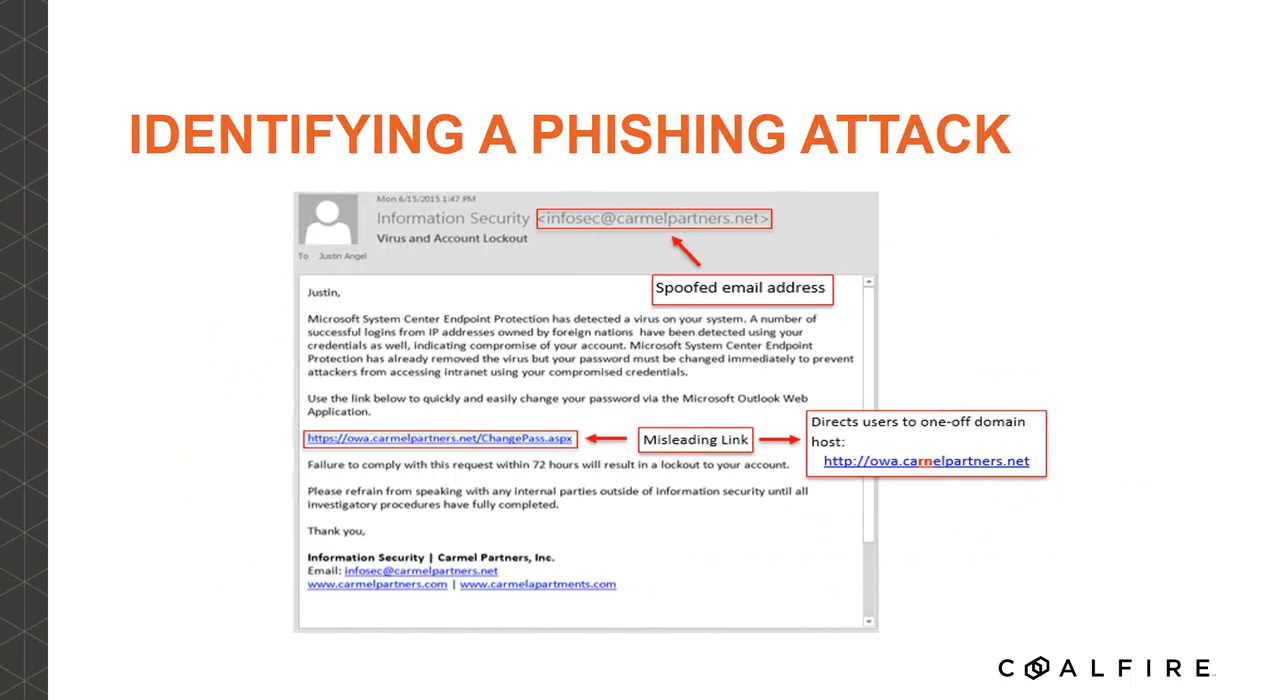 IDENTIFYING A PHISHING ATTACK
Mon 6/15/2015 1:47 PM
Information Security <infosec@carmelpartners.net>
Virus and Account Lockout
To Justin Angel
Spoofed email address
Justin,
Microsoft System Center Endpoint Protection has detected a virus on your system. A number of
successful logins from IP addresses owned by foreign nations have been detected using your
credentials as well, indicating compromise of your account. Microsoft System Center Endpoint
Protection has already removed the virus but your password must be changed immediately to prevent
attackers from accessing intranet using your compromised credentials.
Use the link below to quickly and easily change your password via the Microsoft Outlook Web
Application.
https://owa.carmelpartners.net/ChangePass.aspx
Misleading Link
Directs users to one-off domain
host:
http://owa.carnelpartners.net
Failure to comply with this request within 72 hours will result in a lockout to your account.
Please refrain from speaking with any internal parties outside of information security until all
investigatory procedures have fully completed.
Thank you,
Information Security | Carmel Partners, Inc.
Email: infosec@carmelpartners.net
www.carmelpartners.com | www.carmelapartments.com
COALFIRE